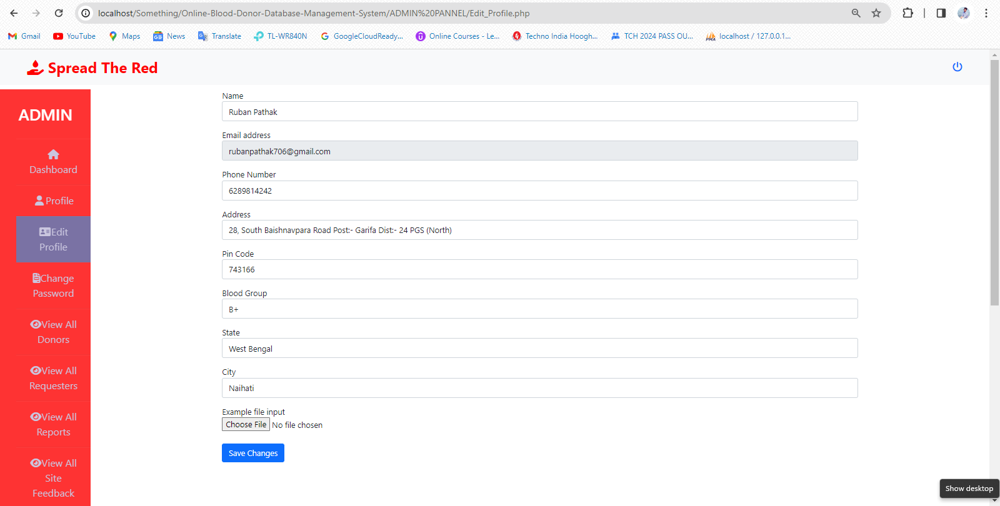 localhost/Something/Online-Blood-Donor-Database-Management-System/ADMIN%20PANNEL/Edit_Profile.php
Gmail YouTube Maps News Translate TL-WR840N GoogleCloudReady... Online Courses - Le... Techno India Hoogh... TCH 2024 PASS OU... localhost / 127.0.0.1...
Spread The Red
ADMIN
Dashboard
Profile
Edit
Profile
Change
Password
View All
Donors
View All
Requesters
View All
Reports
View All
Site
Feedback
Name
Ruban Pathak
Email address
rubanpathak706@gmail.com
Phone Number
6289814242
Address
28, South Baishnavpara Road Post:- Garifa Dist:- 24 PGS (North)
Pin Code
743166
Blood Group
B+
State
West Bengal
City
Naihati
Example file input
Choose File No file chosen
Save Changes
Show desktop